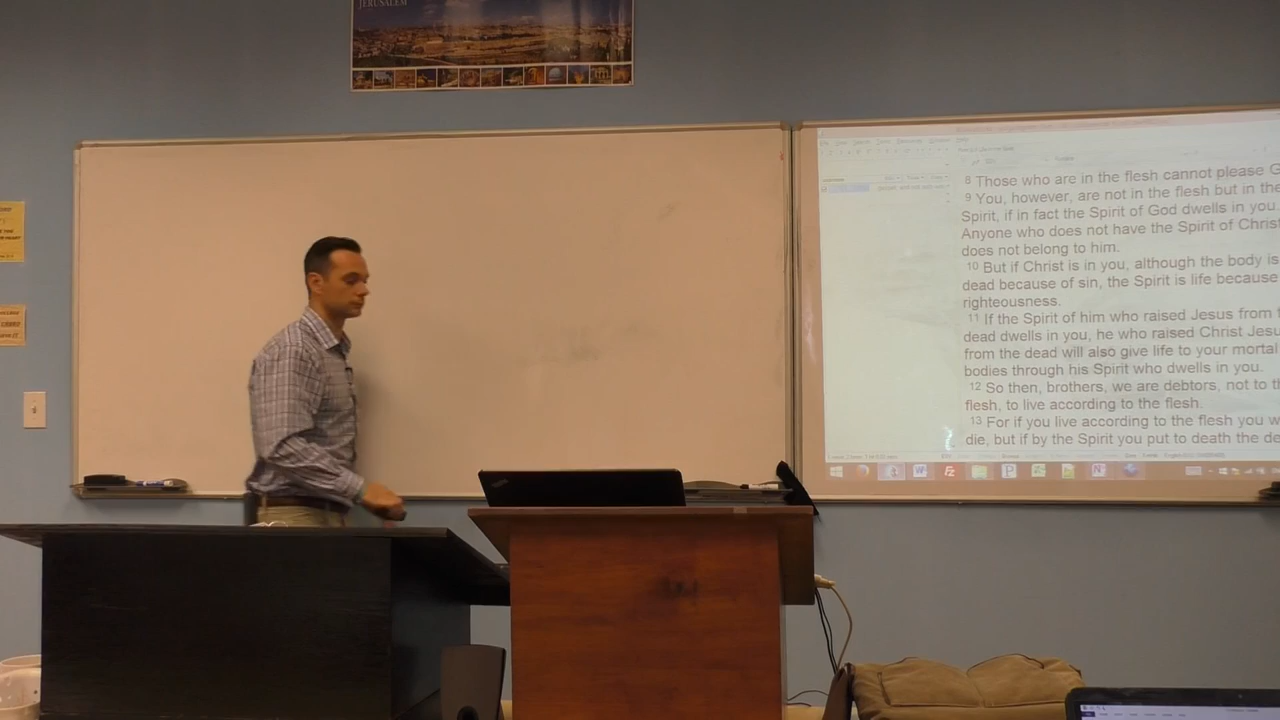 JERUSALEM
8 Those who are in the flesh cannot please G
9 You, however, are not in the flesh but in the
Spirit, if in fact the Spirit of God dwells in you.
Anyone who does not have the Spirit of Christ
does not belong to him.
10 But if Christ is in you, although the body is
dead because of sin, the Spirit is life because
righteousness.
11 If the Spirit of him who raised Jesus from t
dead dwells in you, he who raised Christ Jesu
from the dead will also give life to your mortal
bodies through his Spirit who dwells in you.
12 So then, brothers, we are debtors, not to th
flesh, to live according to the flesh.
13 For if you live according to the flesh you w
die, but if by the Spirit you put to death the de